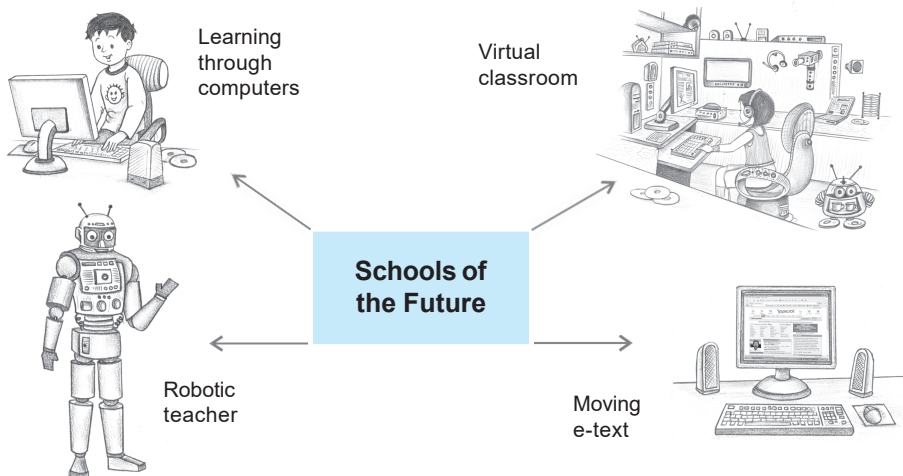 Learning
through
computers
Virtual
classroom
Schools of
the Future
Robotic
teacher
Moving
e-text